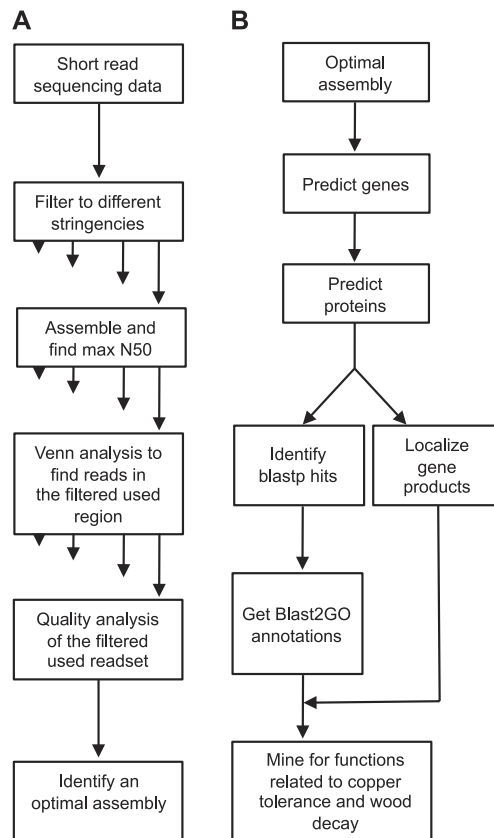 A
Short read
sequencing data
Filter to different
stringencies
Assemble and
find max N50
Venn analysis to
find reads in
the filtered used
region
Quality analysis
of the filtered
used readset
Identify an
optimal assembly
B
Optimal
assembly
Predict genes
Predict
proteins
Identify
blastp hits
Localize
gene
products
Get Blast2GO
annotations
Mine for functions
related to copper
tolerance and wood
decay